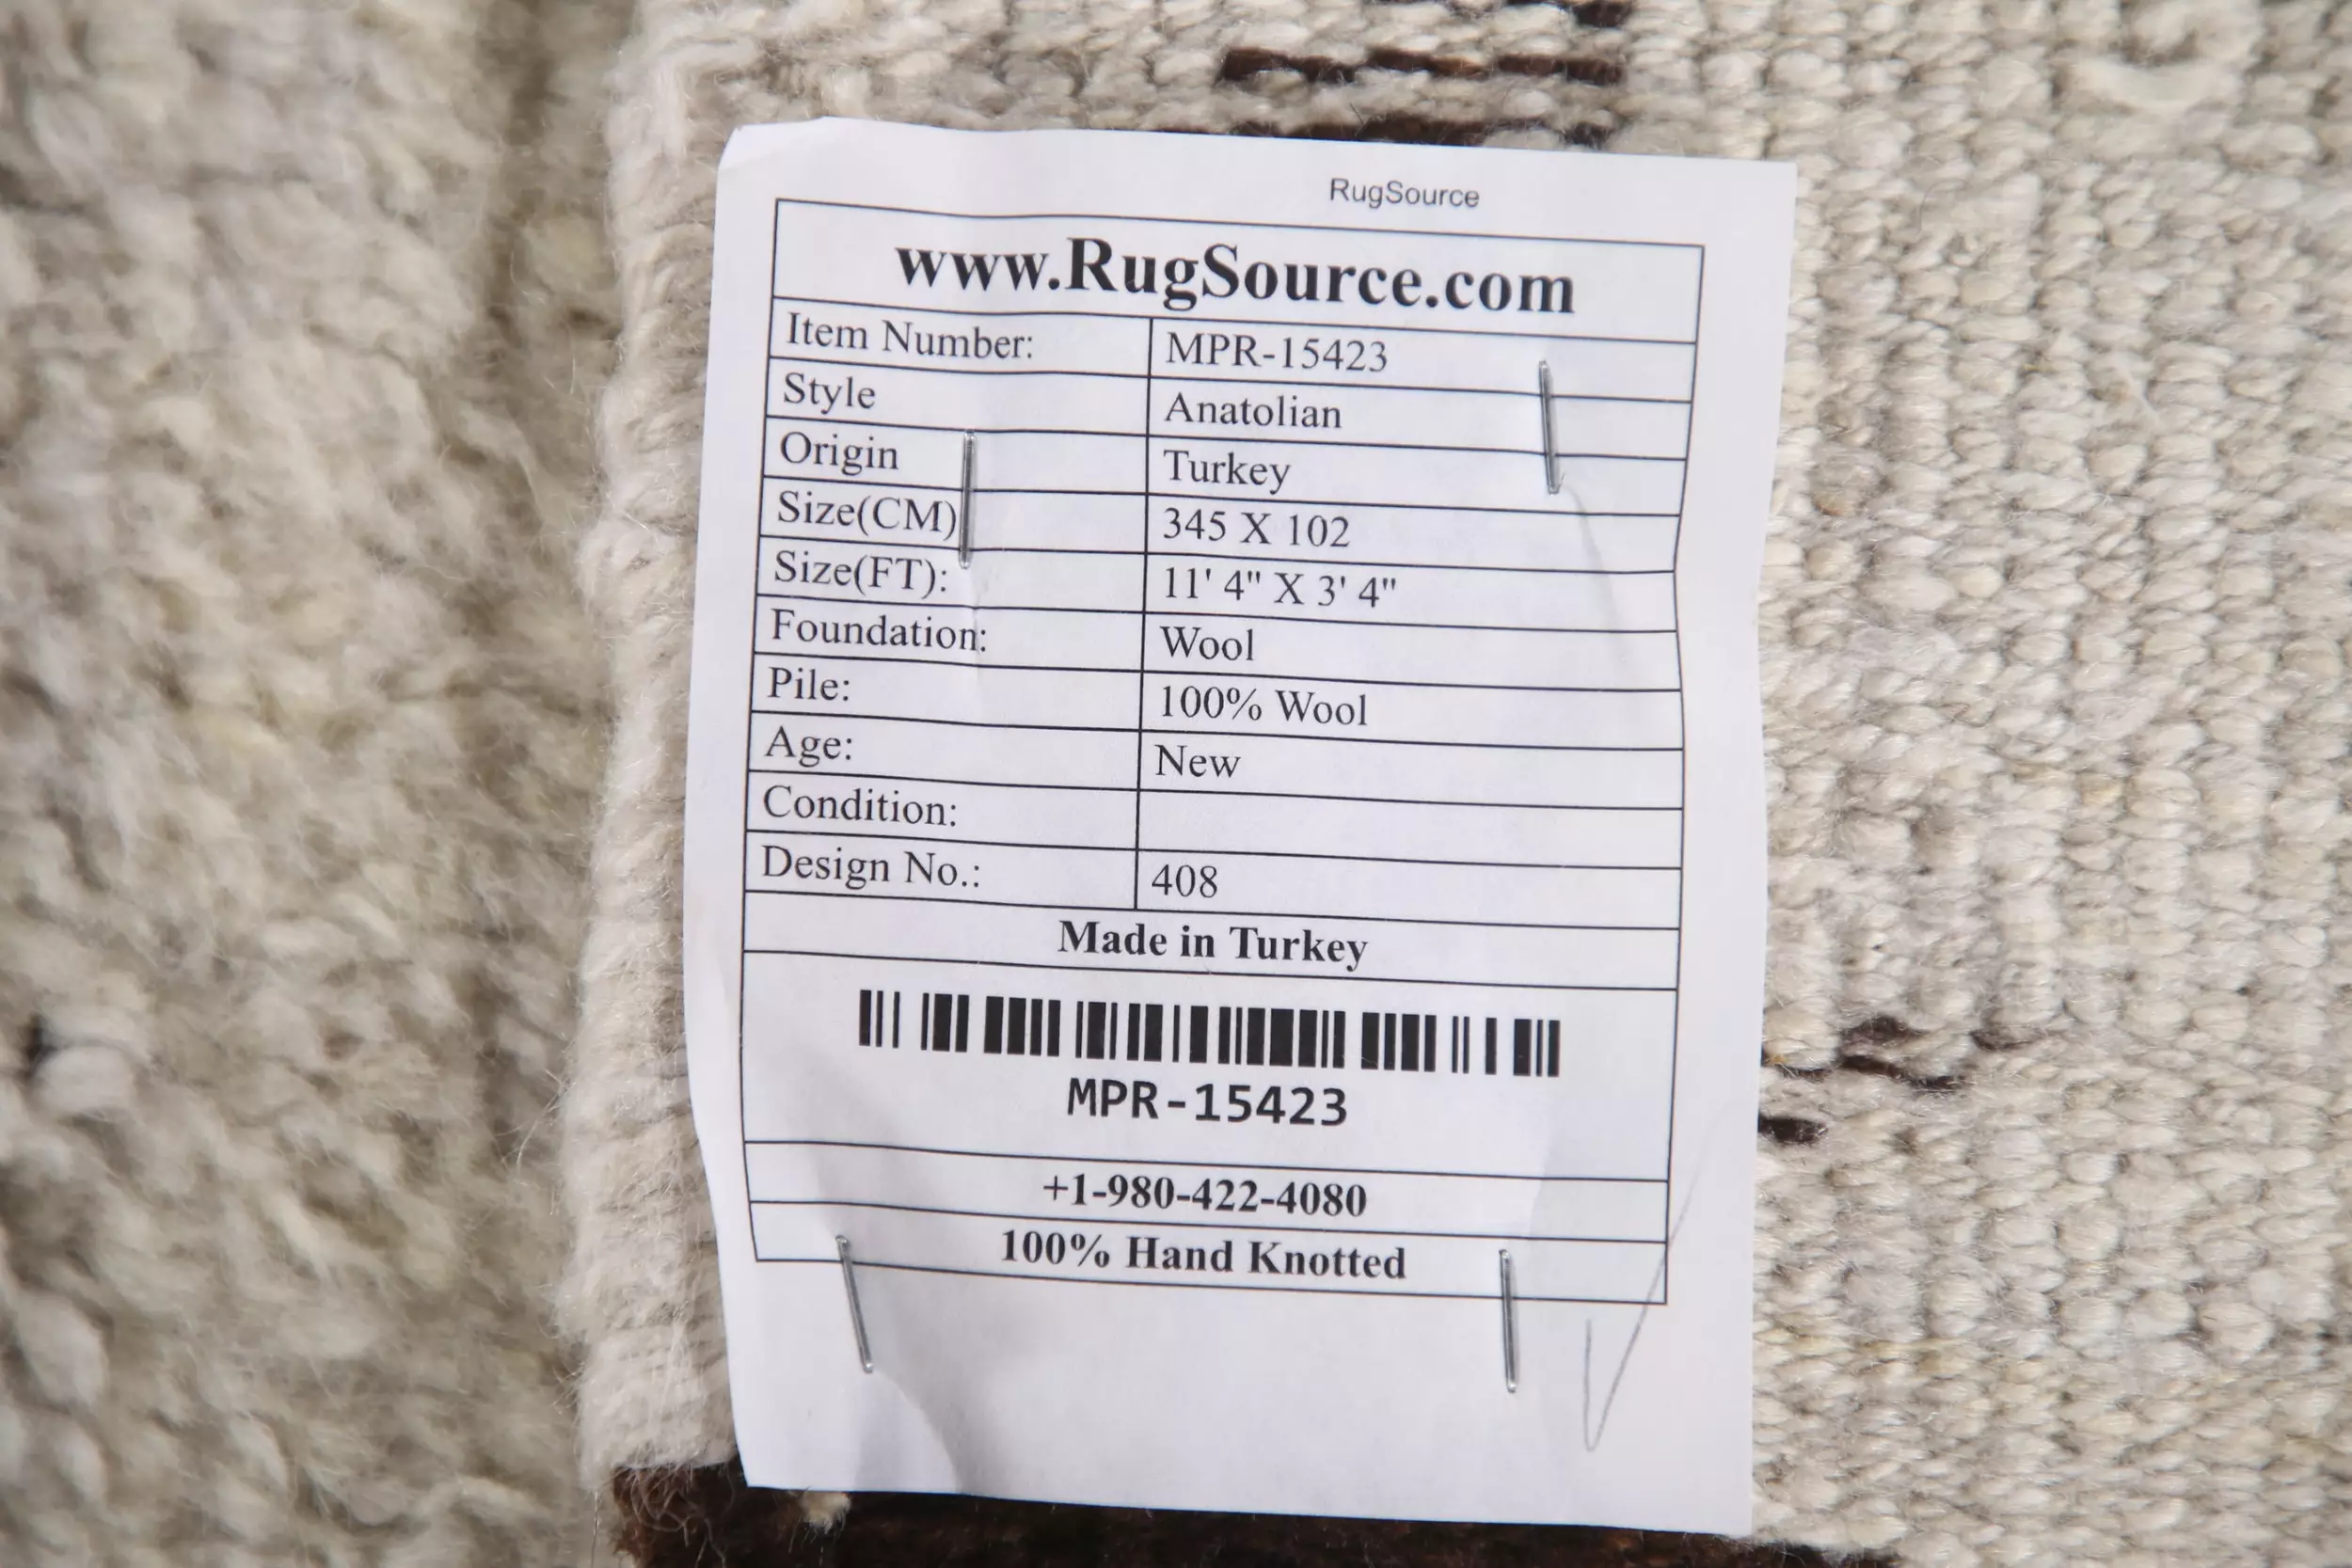 RugSource
www.RugSource.com
Item Number: MPR-15423
Style Anatolian
Origin Turkey
Size(CM) 345 X 102
Size(FT): 11' 4" X 3' 4"
Foundation: Wool
Pile: 100% Wool
Age: New
Condition:
Design No.: 408
Made in Turkey
MPR-15423
+1-980-422-4080
100% Hand Knotted